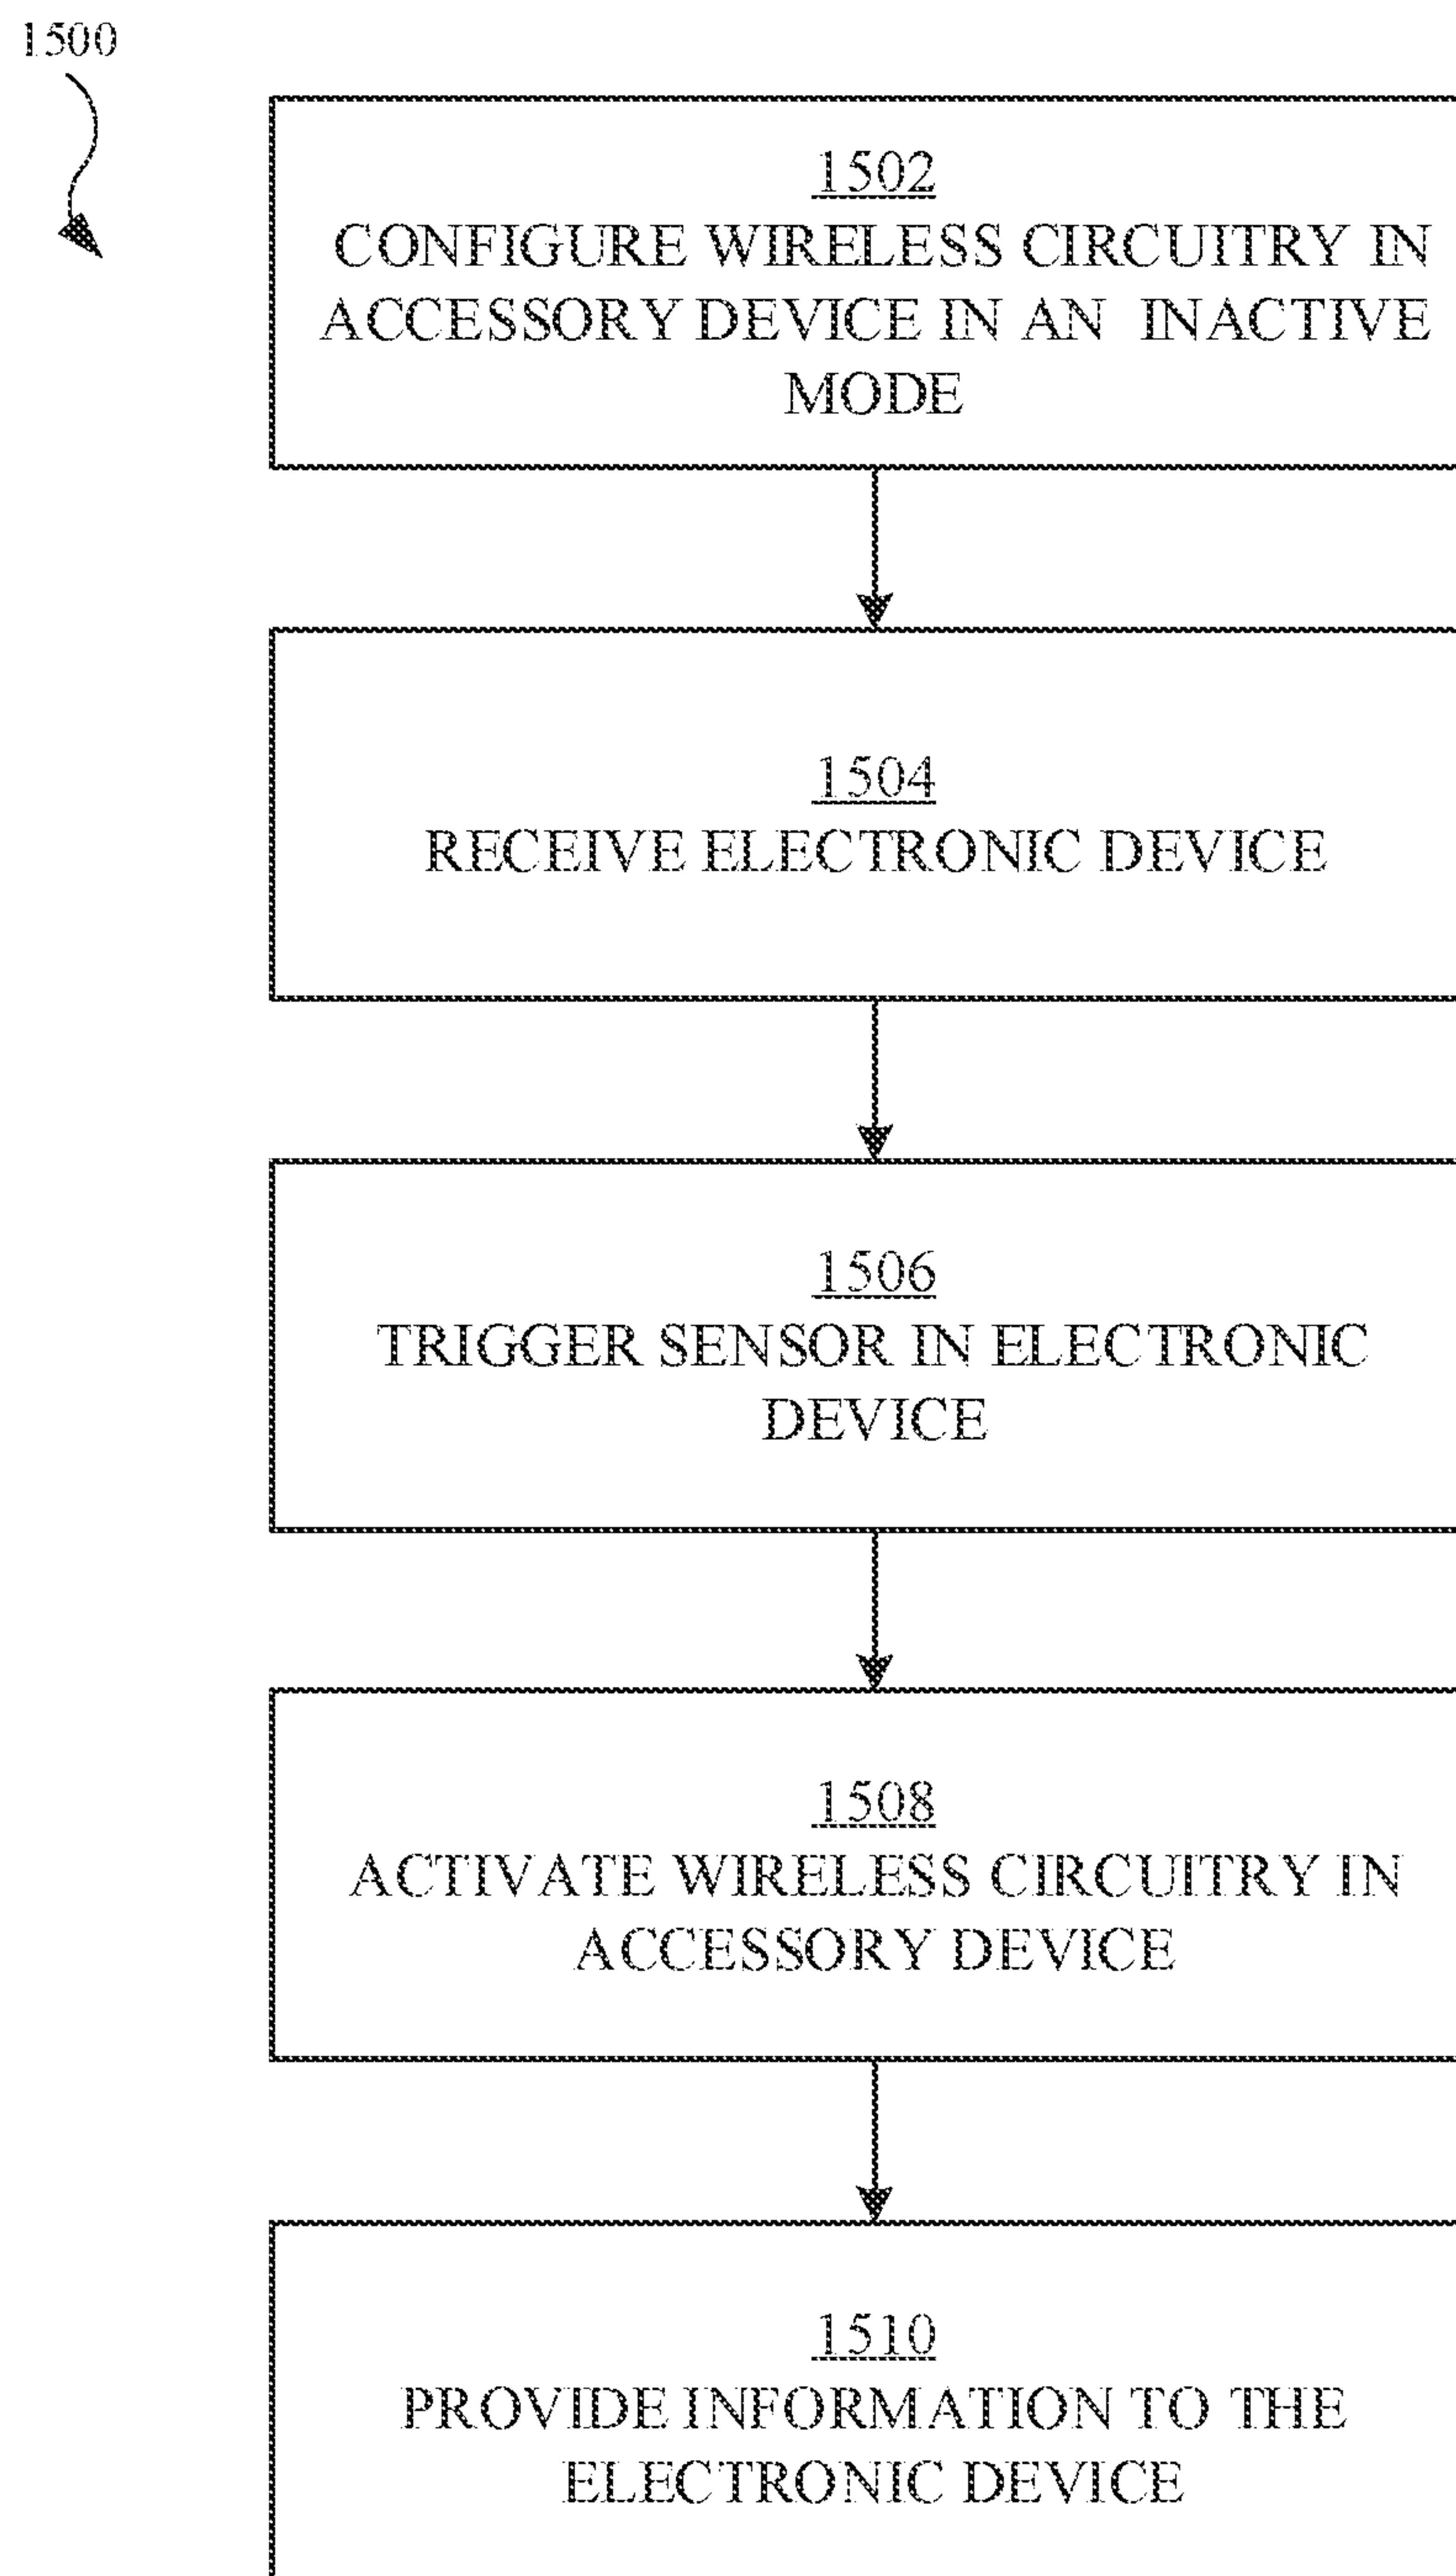 1500
1502
CONFIGURE WIRELESS CIRCUITRY IN
ACCESSORY DEVICE IN AN INACTIVE
MODE
1504
RECEIVE ELECTRONIC DEVICE
1506
TRIGGER SENSOR IN ELECTRONIC
DEVICE
1508
ACTIVATE WIRELESS CIRCUITRY IN
ACCESSORY DEVICE
1510
PROVIDE INFORMATION TO THE
ELECTRONIC DEVICE